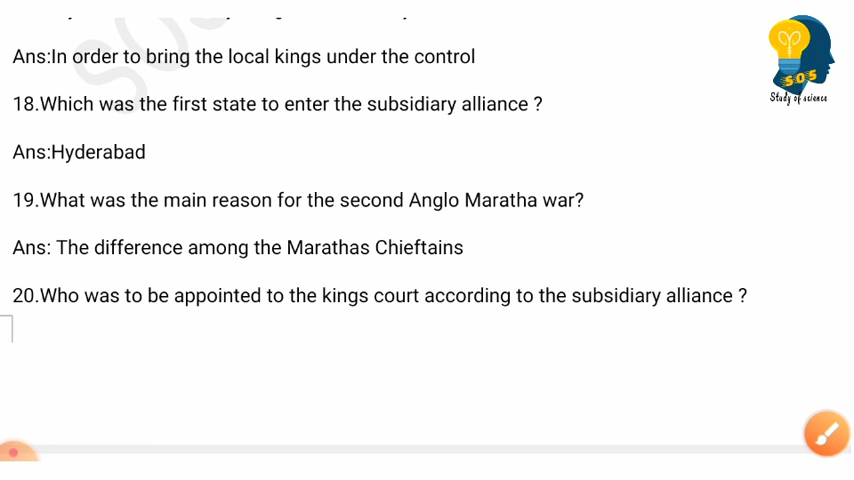 Ans:In order to bring the local kings under the control
18.Which was the first state to enter the subsidiary alliance ?
Ans:Hyderabad
19.What was the main reason for the second Anglo Maratha war?
Ans: The difference among the Marathas Chieftains
20.Who was to be appointed to the kings court according to the subsidiary alliance ?
SOS
Study of science